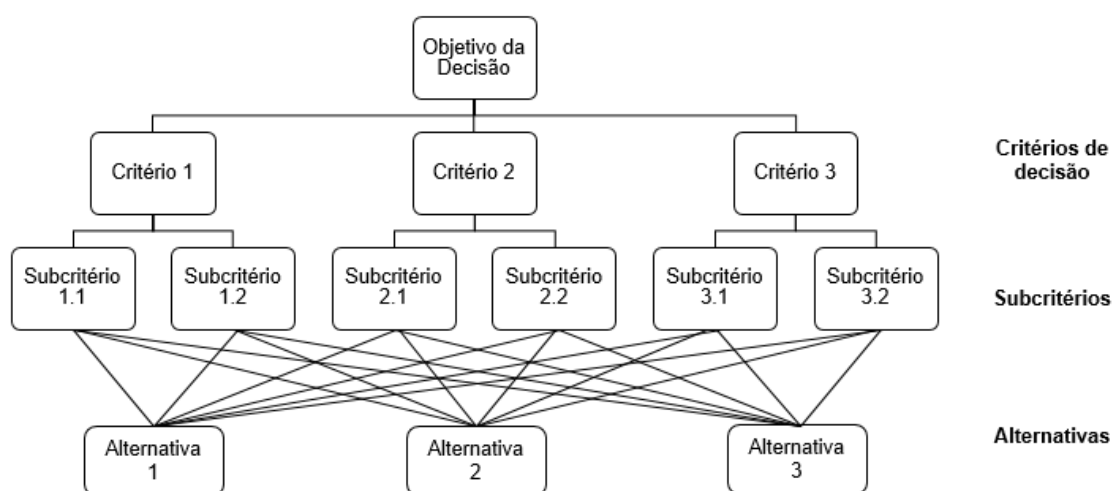 Objetivo da
Decisão
Critério 1
Critério 2
Critério 3
Critérios de
decisão
Subcritério
1.1
Subcritério
1.2
Subcritério
2.1
Subcritério
2.2
Subcritério
3.1
Subcritério
3.2
Subcritérios
Alternativa
1
Alternativa
2
Alternativa
3
Alternativas